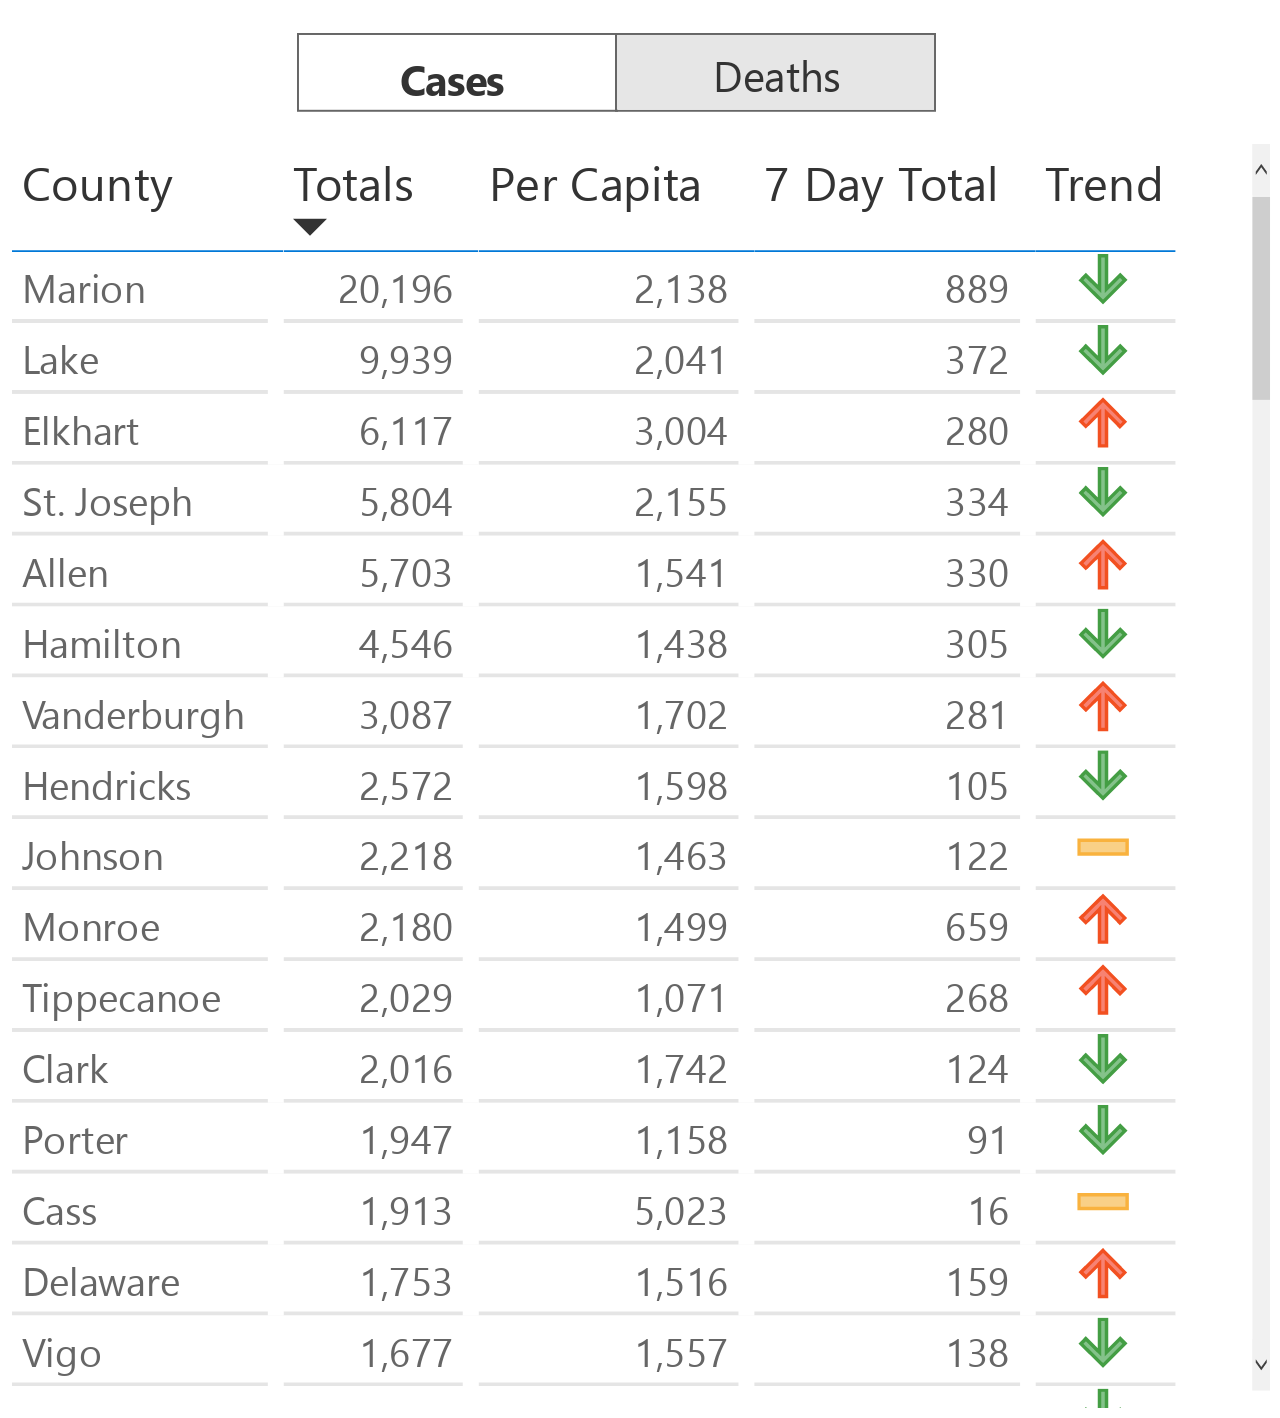 Cases Deaths
County Totals Per Capita 7 Day Total Trend
Marion 20,196 2,138 889
Lake 9,939 2,041 372
Elkhart 6,117 3,004 280
St. Joseph 5,804 2,155 334
Allen 5,703 1,541 330
Hamilton 4,546 1,438 305
Vanderburgh 3,087 1,702 281
Hendricks 2,572 1,598 105
Johnson 2,218 1,463 122
Monroe 2,180 1,499 659
Tippecanoe 2,029 1,071 268
Clark 2,016 1,742 124
Porter 1,947 1,158 91
Cass 1,913 5,023 16
Delaware 1,753 1,516 159
Vigo 1,677 1,557 138